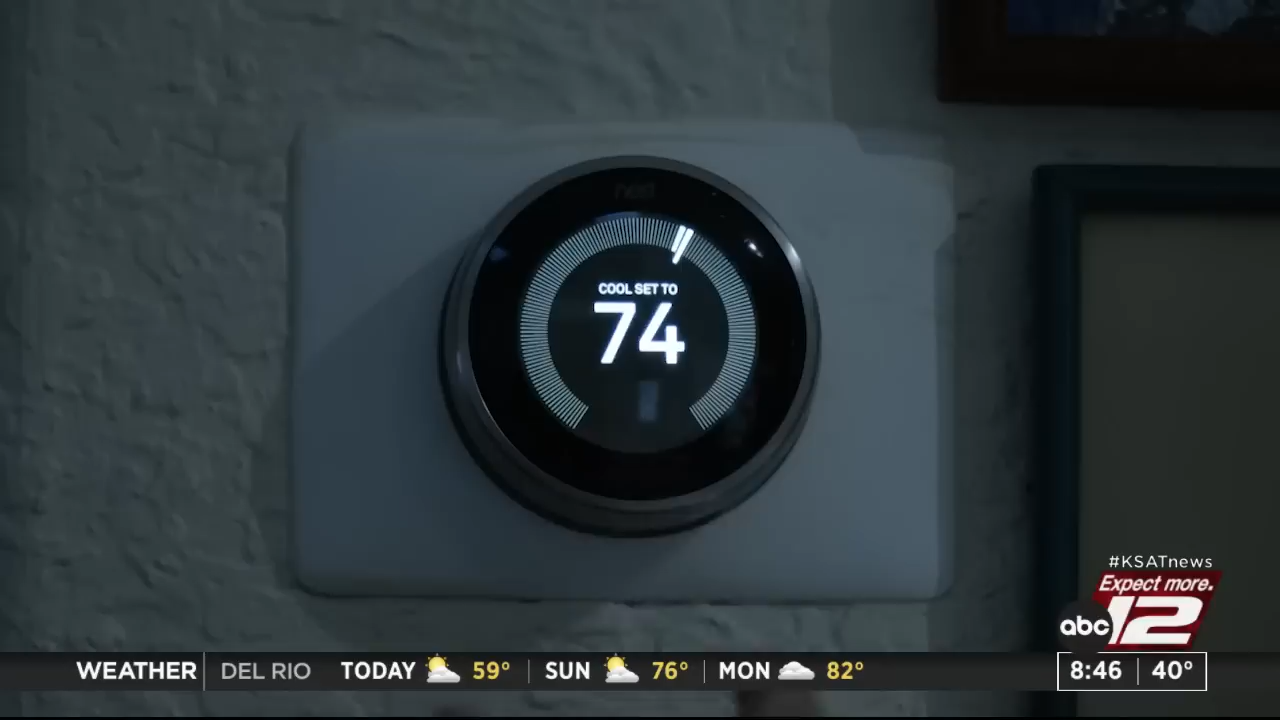 nest
COOL SET TO
74
#KSATnews
Expect more.
abc 12
WEATHER DEL RIO TODAY 59° SUN 76° MON 82° 8:46 40°